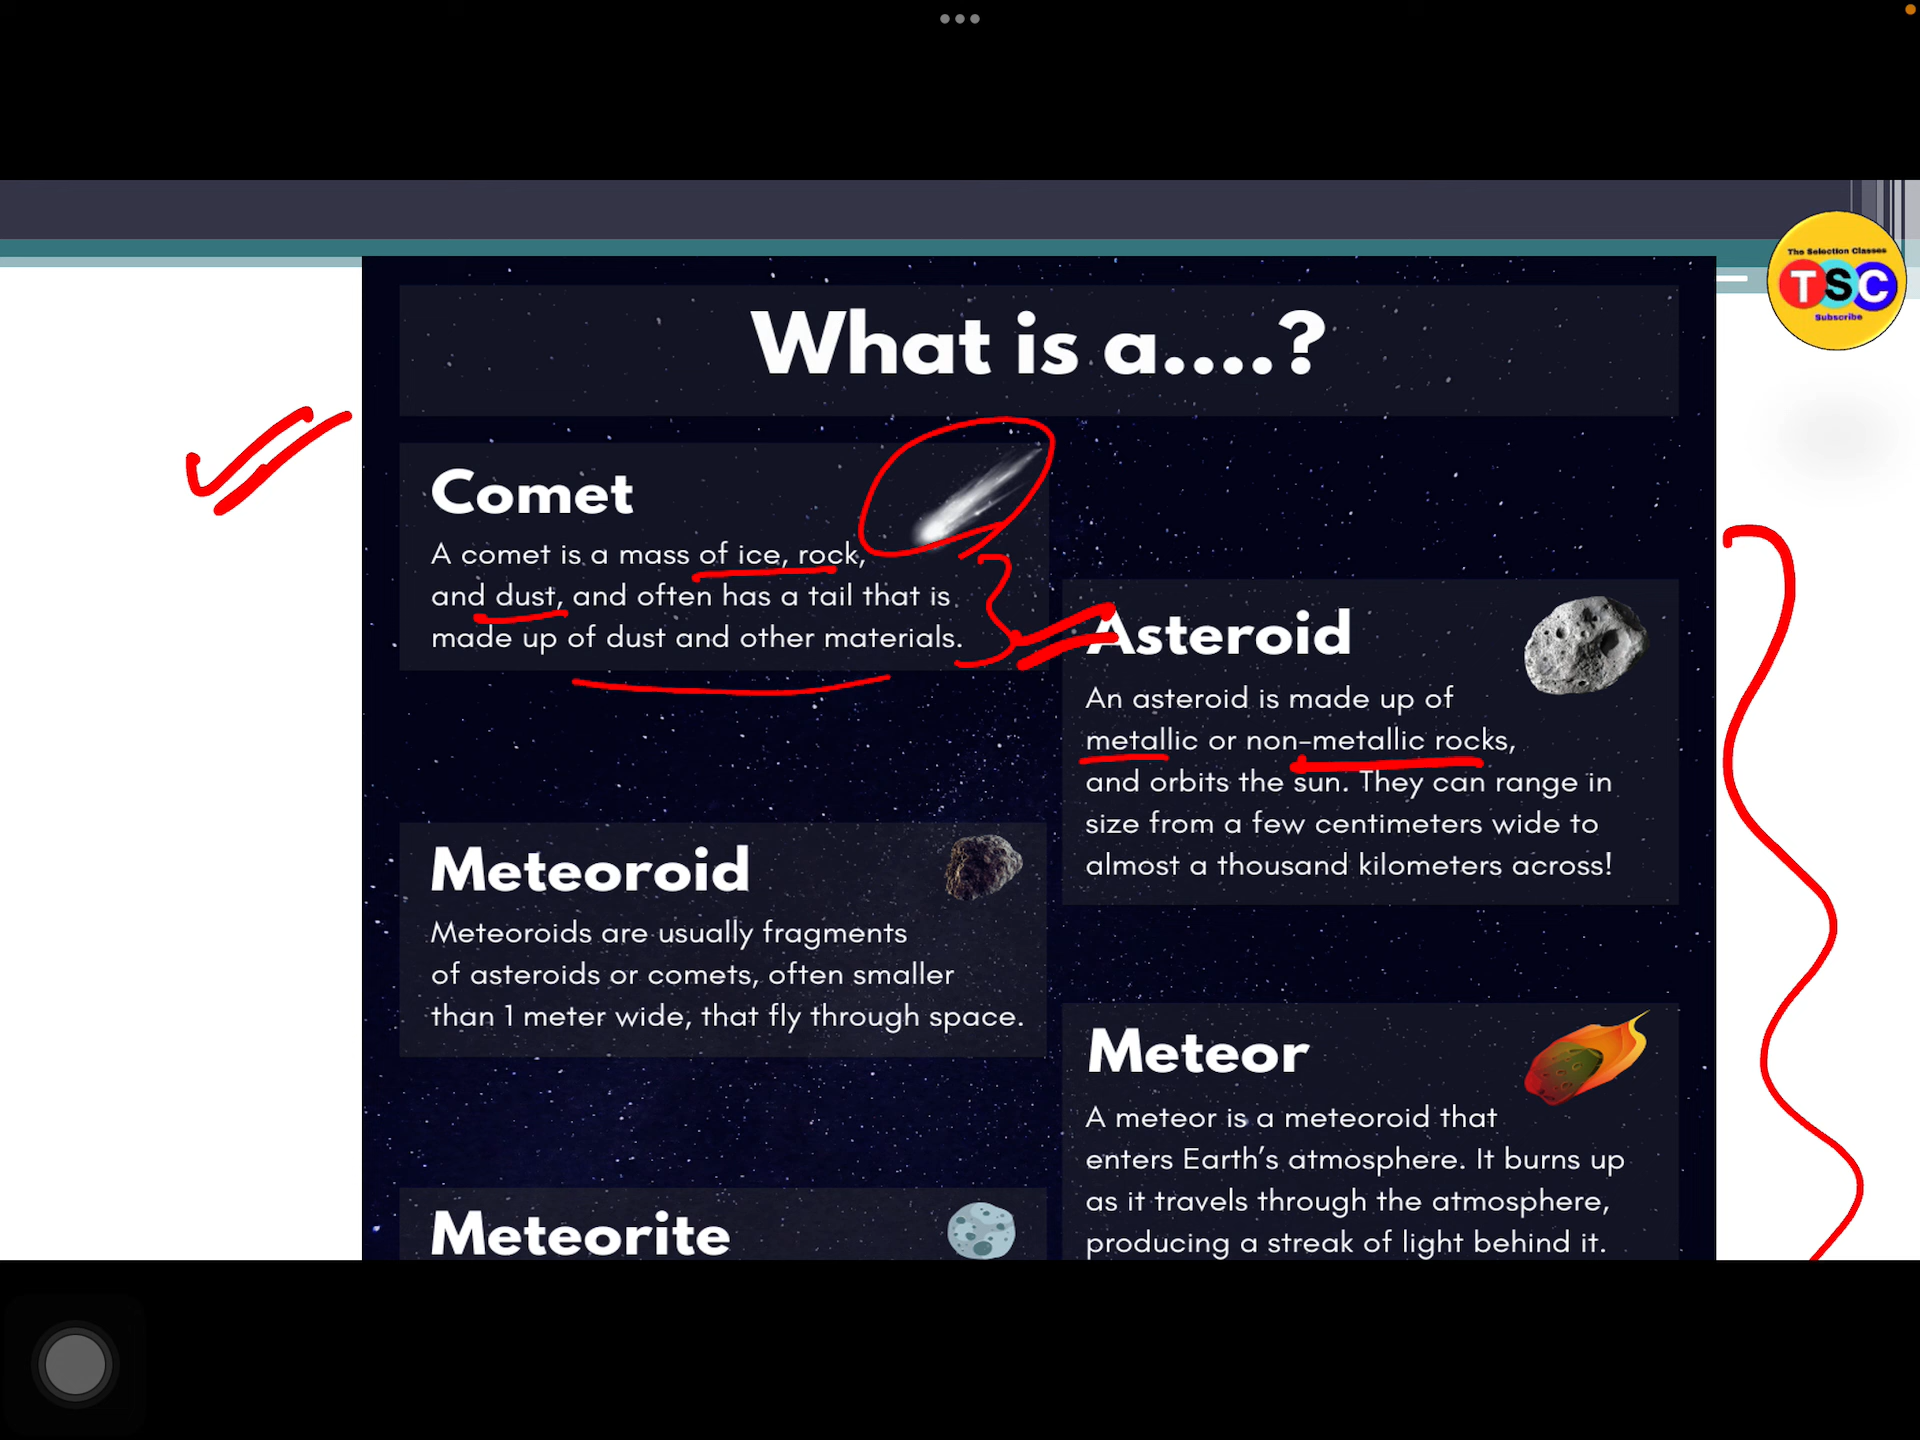 The Selection Classes
TSC
Subscribe
What is a....?
Comet
A comet is a mass of ice, rock,
and dust, and often has a tail that is
made up of dust and other materials.
Asteroid
An asteroid is made up of
metallic or non-metallic rocks,
and orbits the sun. They can range in
size from a few centimeters wide to
almost a thousand kilometers across!
Meteoroid
Meteoroids are usually fragments
of asteroids or comets, often smaller
than 1 meter wide, that fly through space.
Meteor
A meteor is a meteoroid that
enters Earth's atmosphere. It burns up
as it travels through the atmosphere,
producing a streak of light behind it.
Meteorite